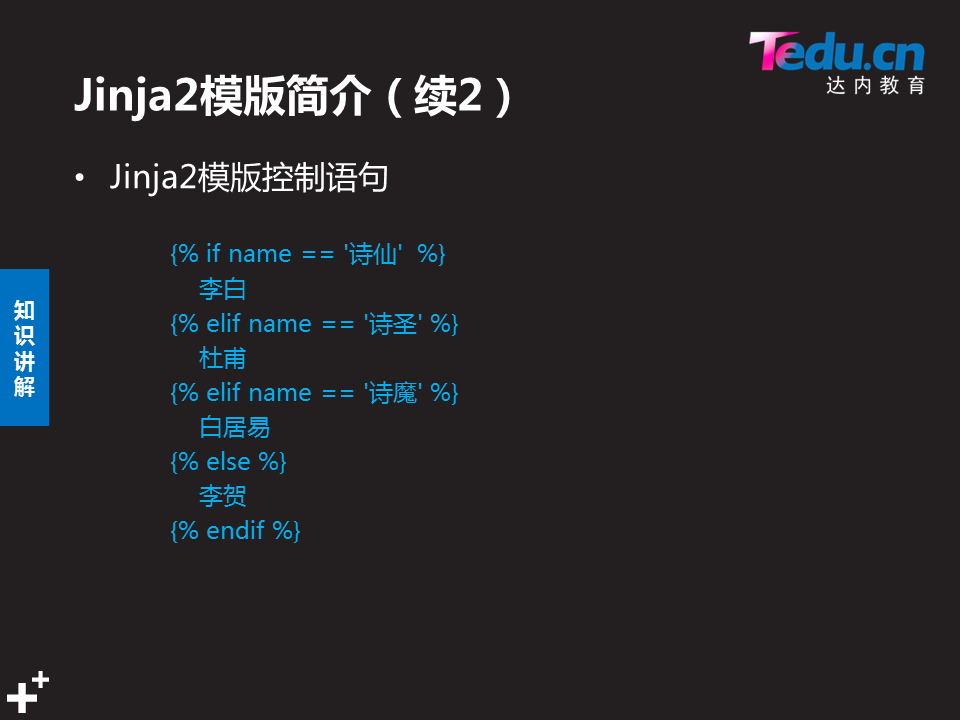 Tedu.cn
达内教育
Jinja2模版简介（续2）
• Jinja2模版控制语句
{% if name == '诗仙'  %}
李白
{% elif name == '诗圣' %}
杜甫
{% elif name == '诗魔' %}
白居易
{% else %}
李贺
{% endif %}
知
识
讲
解